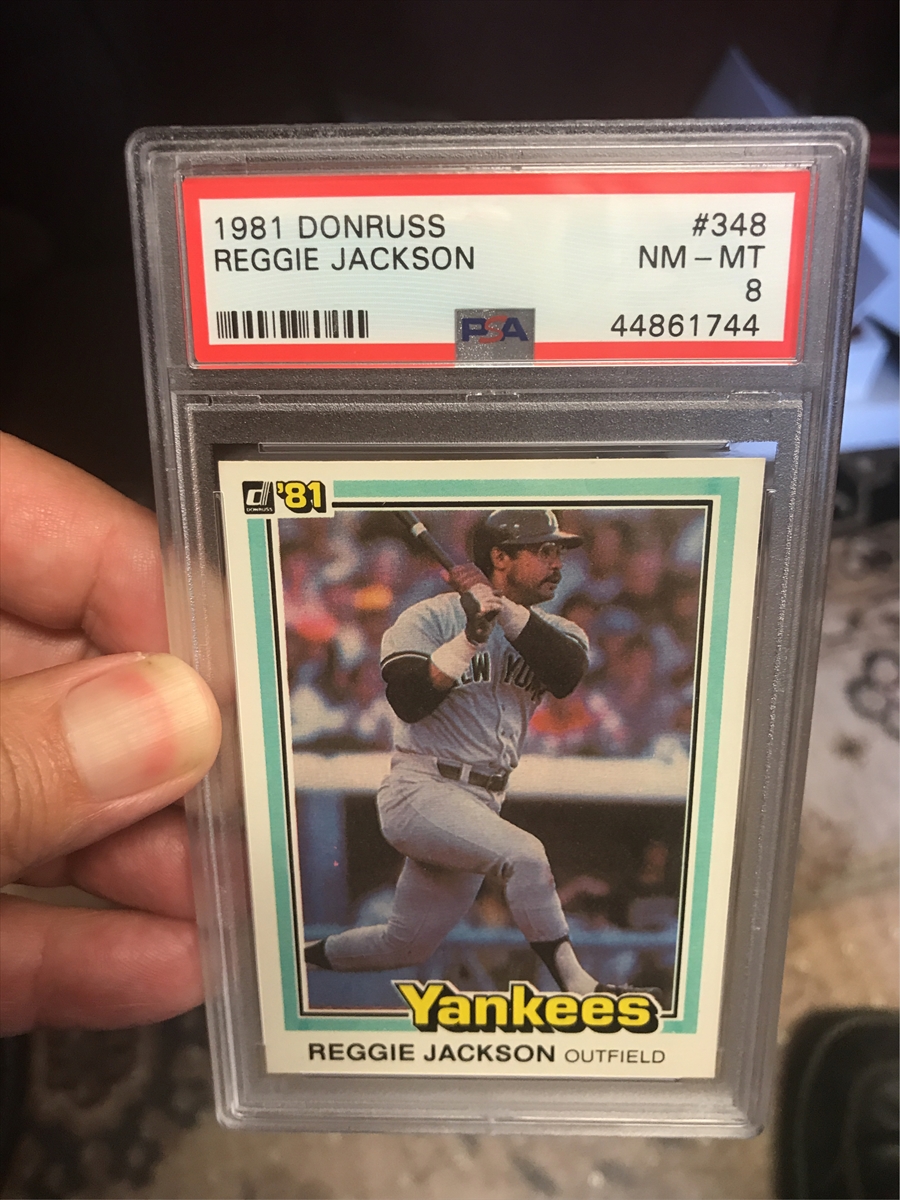 1981 DONRUSS #348
REGGIE JACKSON NM - MT
8
PSA 44861744
DONRUSS '81
NEW YORK
Yankees
REGGIE JACKSON OUTFIELD